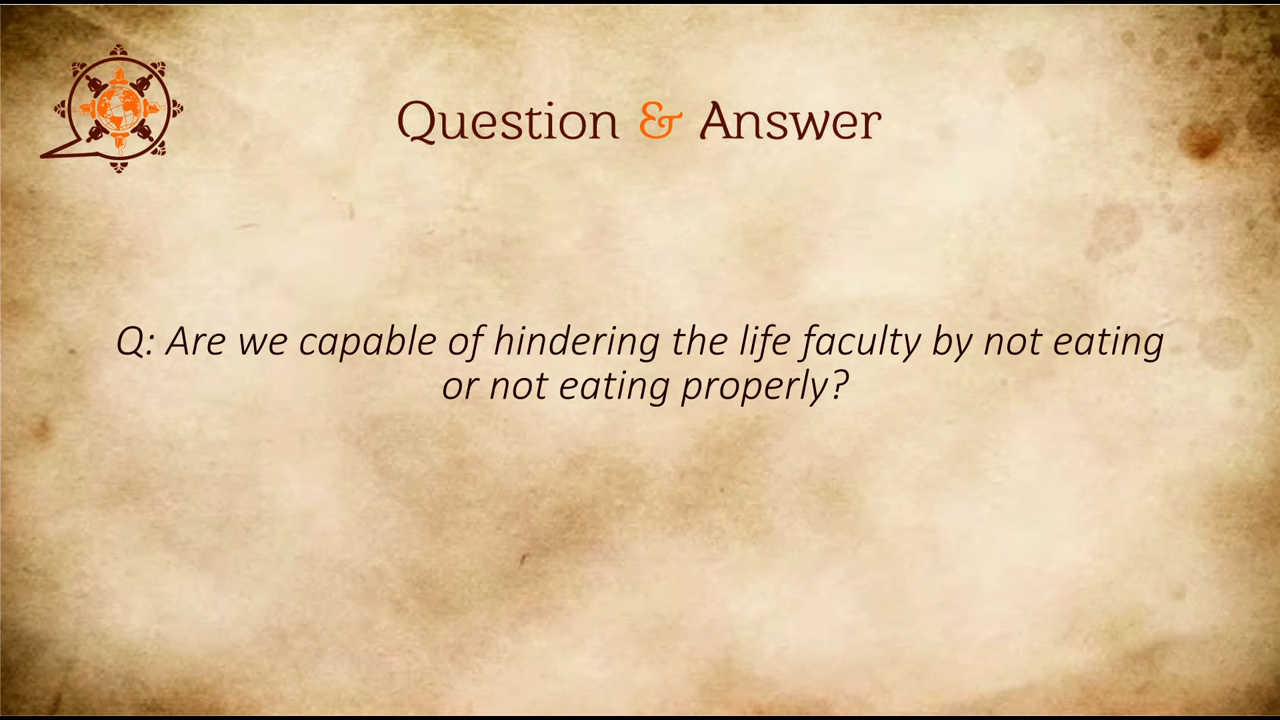 Question & Answer
Q: Are we capable of hindering the life faculty by not eating
or not eating properly?